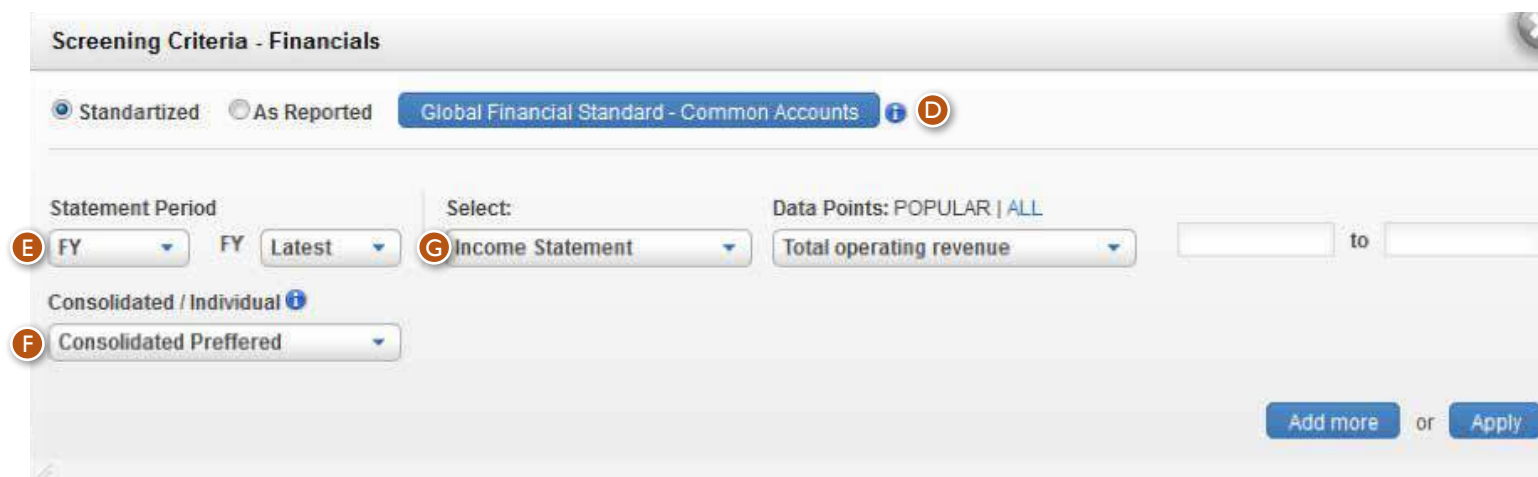 Screening Criteria - Financials
Standartized As Reported Global Financial Standard - Common Accounts i D
Statement Period Select: Data Points: POPULAR | ALL
E FY FY Latest G Income Statement Total operating revenue to
Consolidated / Individual i
F Consolidated Preffered
Add more or Apply